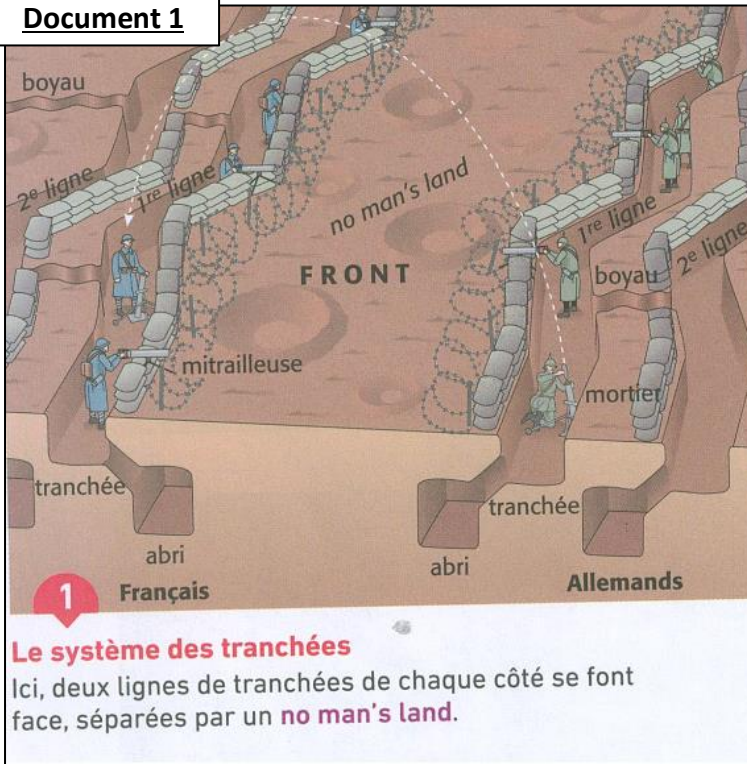 Document 1
boyau
2e ligne
1re ligne
no man's land
FRONT
1re ligne
boyau
2e ligne
mitrailleuse
mortier
tranchée
tranchée
abri
abri
1
Français
Allemands
Le système des tranchées
Ici, deux lignes de tranchées de chaque côté se font
face, séparées par un no man's land.